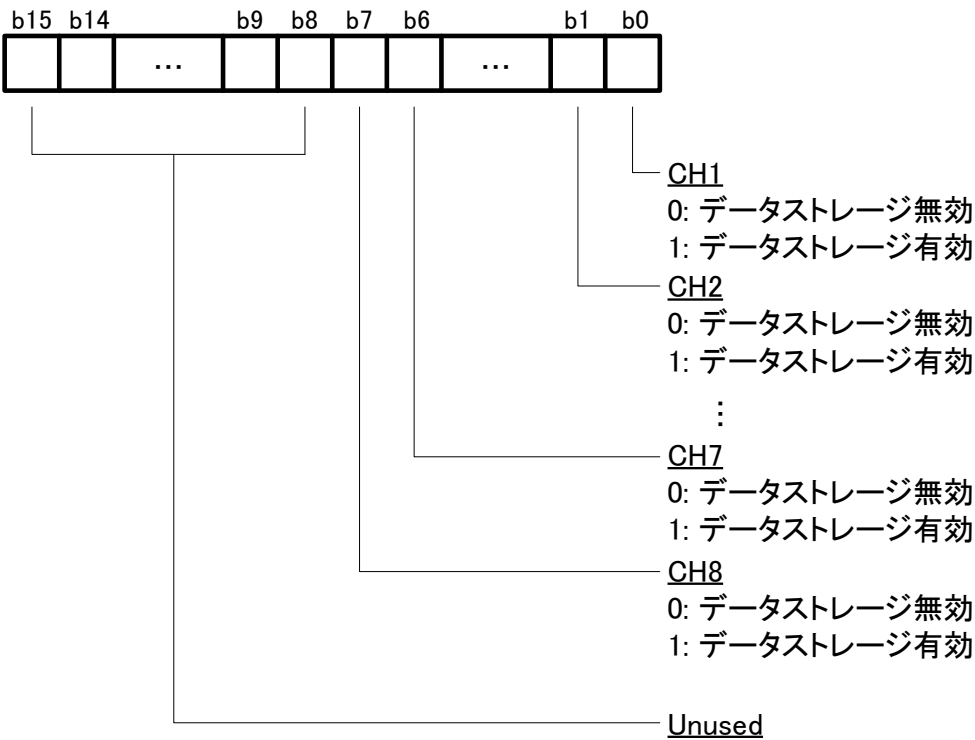 b15 b14 b9 b8 b7 b6 b1 b0
… …
CH1
0: データストレージ無効
1: データストレージ有効
CH2
0: データストレージ無効
1: データストレージ有効
⋮
CH7
0: データストレージ無効
1: データストレージ有効
CH8
0: データストレージ無効
1: データストレージ有効
Unused